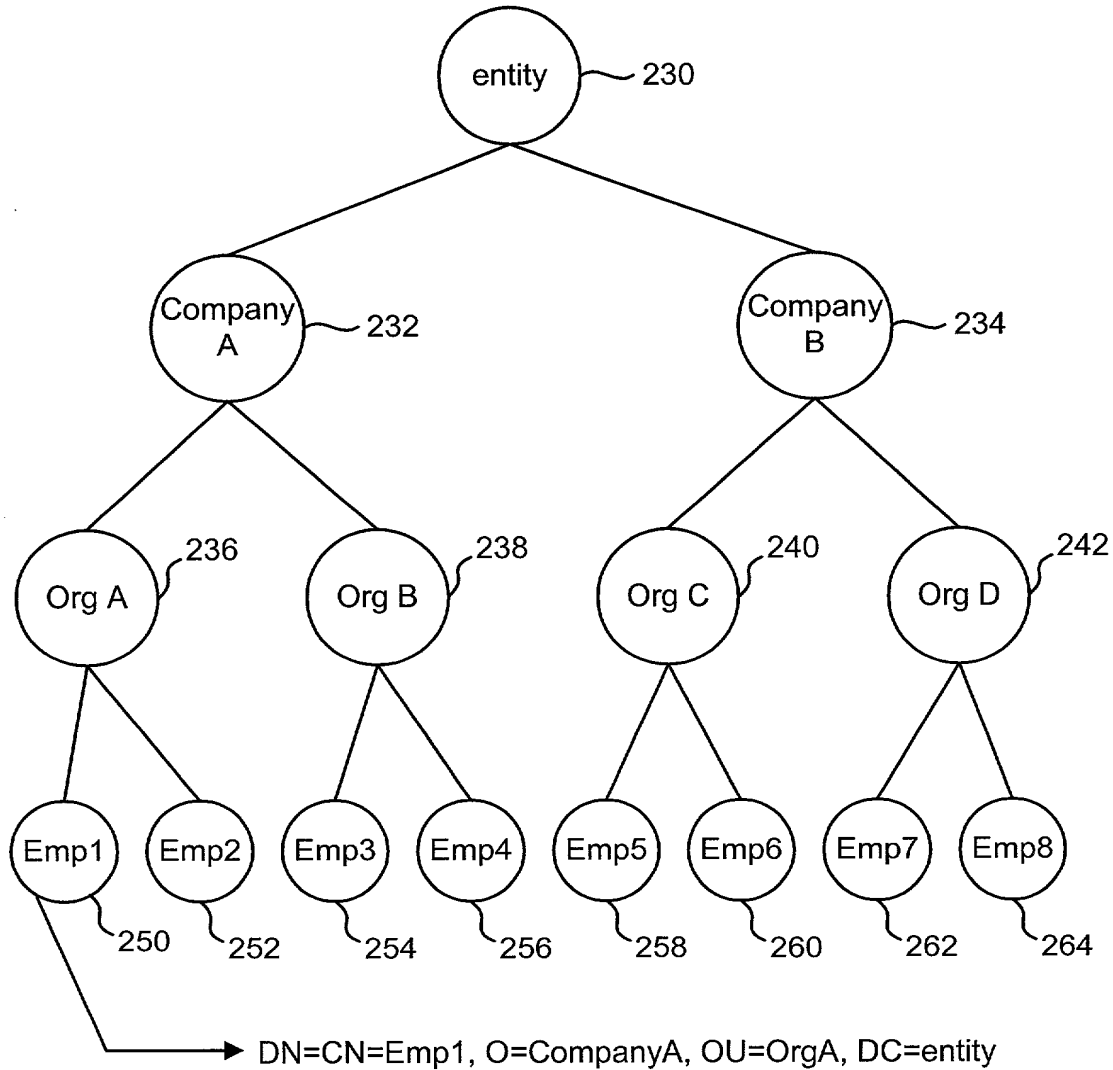 entity
230
Company
A
232
Company
B
234
Org A
236
Org B
238
Org C
240
Org D
242
Emp1
Emp2
Emp3
Emp4
Emp5
Emp6
Emp7
Emp8
250
252
254
256
258
260
262
264
DN=CN=Emp1, O=CompanyA, OU=OrgA, DC=entity